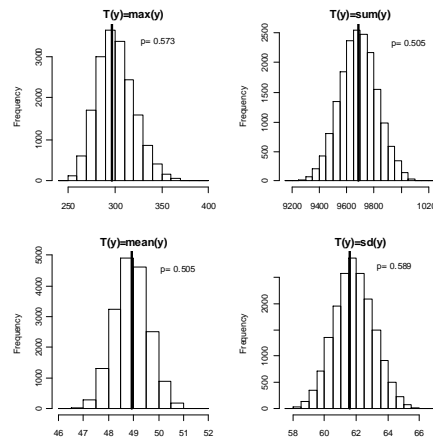 T(y)=max(y)
p= 0.573
Frequency
0 1000 2000 3000
250 300 350 400
T(y)=sum(y)
p= 0.505
Frequency
0 500 1000 1500 2000 2500
9200 9400 9600 9800 1020
T(y)=mean(y)
p= 0.505
Frequency
0 1000 2000 3000 4000 5000
46 47 48 49 50 51 52
T(y)=sd(y)
p= 0.589
Frequency
0 500 1000 2000
58 60 62 64 66